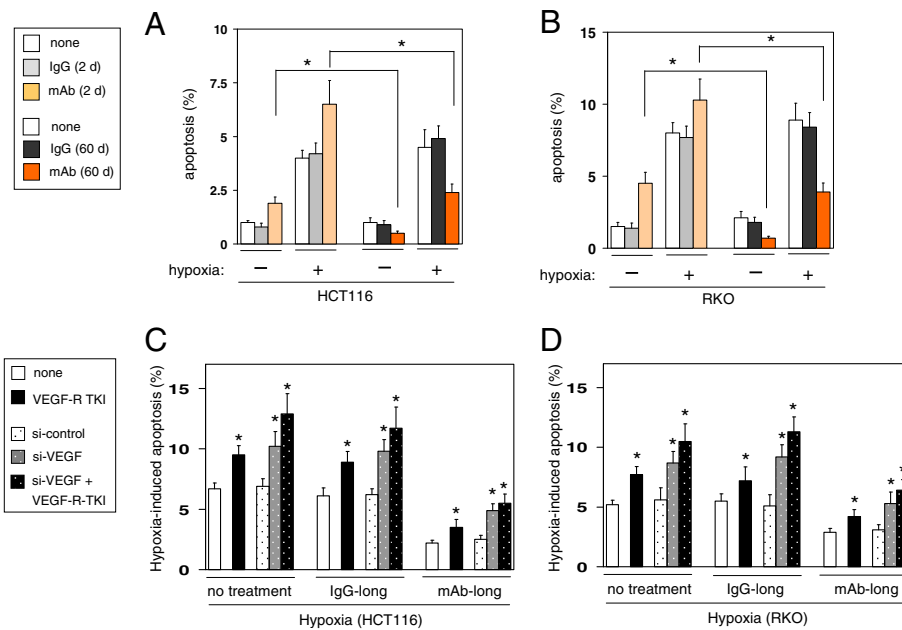 none
IgG (2 d)
mAb (2 d)
none
IgG (60 d)
mAb (60 d)
A
apoptosis (%)
10
7.5
5
2.5
0
*
*
hypoxia:
–
+
–
+
HCT116
B
apoptosis (%)
15
10
5
0
*
*
hypoxia:
–
+
–
+
RKO
none
VEGF-R TKI
si-control
si-VEGF
si-VEGF +
VEGF-R-TKI
C
Hypoxia-induced apoptosis (%)
15
10
5
0
* * * * * * * * *
no treatment IgG-long mAb-long
Hypoxia (HCT116)
D
Hypoxia-induced apoptosis (%)
15
10
5
0
* * * * * * * * *
no treatment IgG-long mAb-long
Hypoxia (RKO)